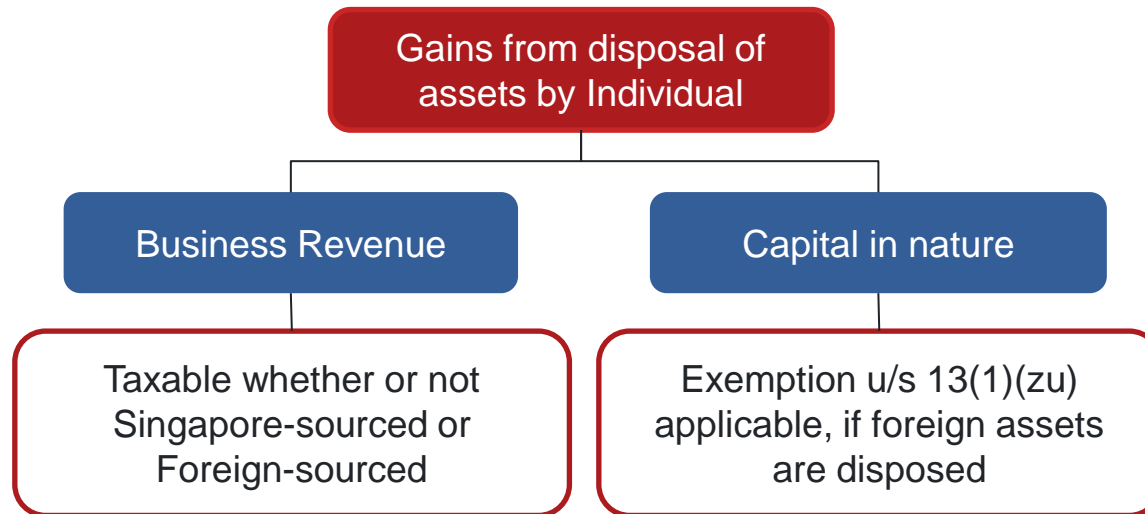 Gains from disposal of
assets by Individual
Business Revenue
Capital in nature
Taxable whether or not
Singapore-sourced or
Foreign-sourced
Exemption u/s 13(1)(zu)
applicable, if foreign assets
are disposed